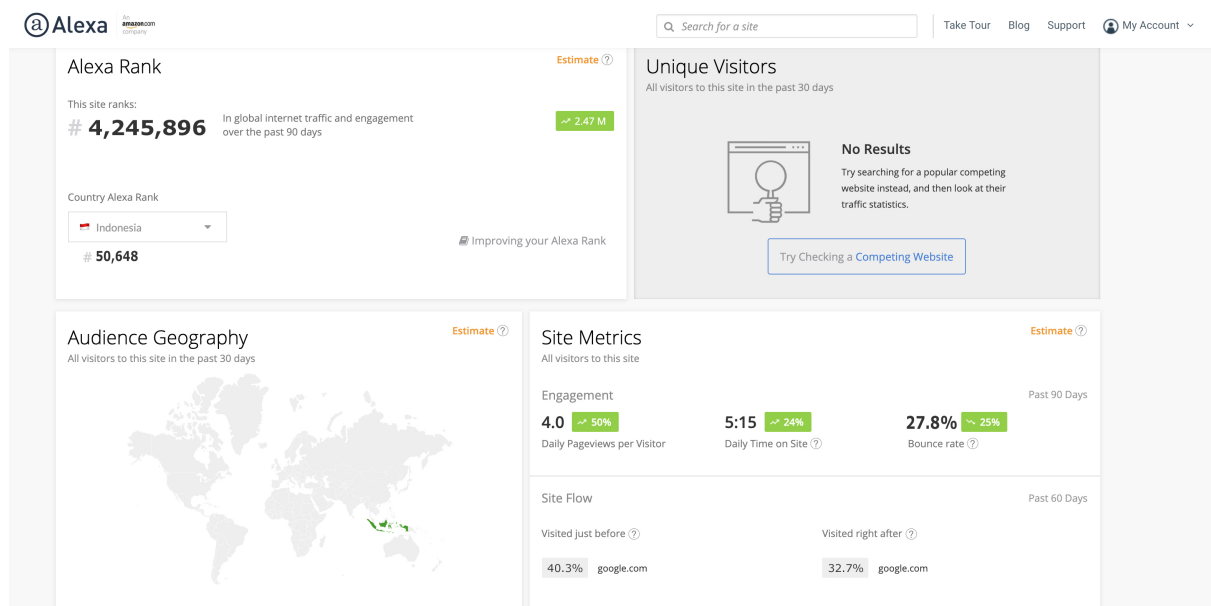 Alexa
An
amazon.com
company
Search for a site
Take Tour
Blog
Support
My Account
Alexa Rank
Estimate ?
This site ranks:
# 4,245,896
In global internet traffic and engagement
over the past 90 days
2.47 M
Country Alexa Rank
Indonesia
# 50,648
Improving your Alexa Rank
Unique Visitors
All visitors to this site in the past 30 days
No Results
Try searching for a popular competing
website instead, and then look at their
traffic statistics.
Try Checking a Competing Website
Audience Geography
Estimate ?
All visitors to this site in the past 30 days
Site Metrics
Estimate ?
All visitors to this site
Engagement
Past 90 Days
4.0 50%
Daily Pageviews per Visitor
5:15 24%
Daily Time on Site ?
27.8% 25%
Bounce rate ?
Site Flow
Past 60 Days
Visited just before ?
40.3% google.com
Visited right after ?
32.7% google.com